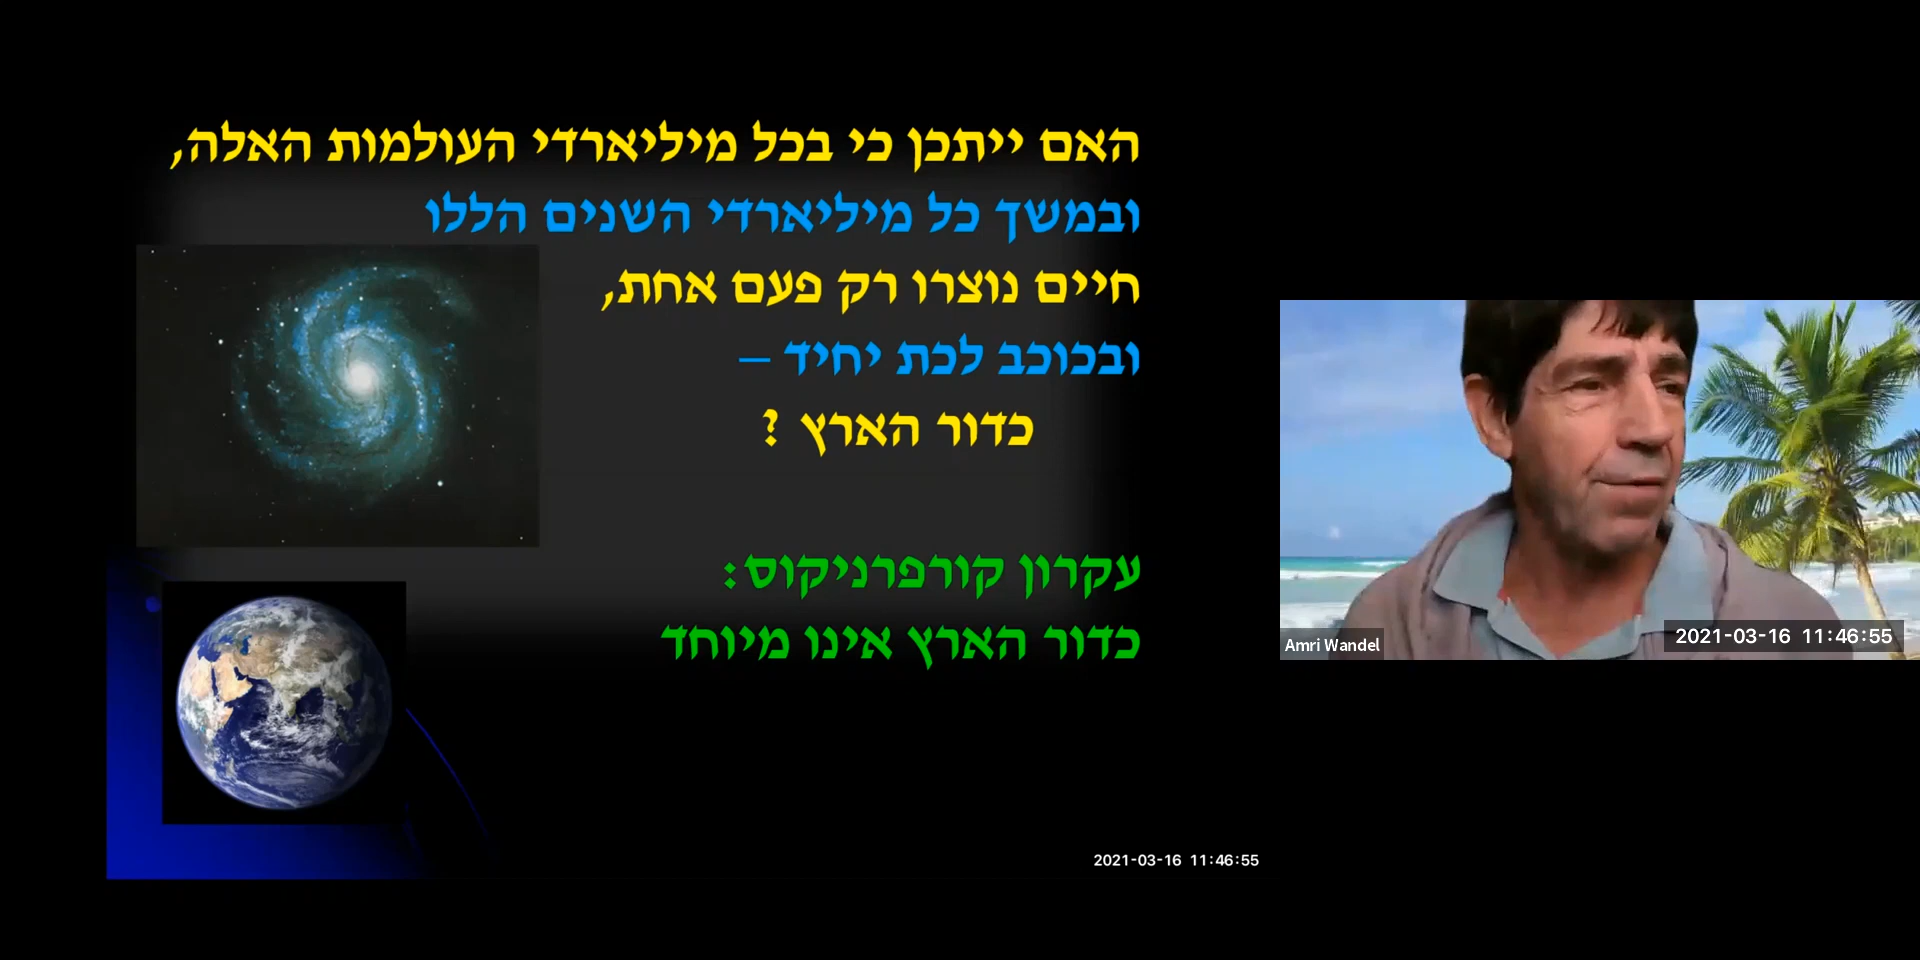 האם ייתכן כי בכל מיליארדי העולמות האלה,
ובמשך כל מיליארדי השנים הללו
חיים נוצרו רק פעם אחת,
ובכוכב לכת יחיד –
כדור הארץ ?
עקרון קורפרניקוס:
כדור הארץ אינו מיוחד
2021-03-16 11:46:55
Amri Wandel
2021-03-16 11:46:55